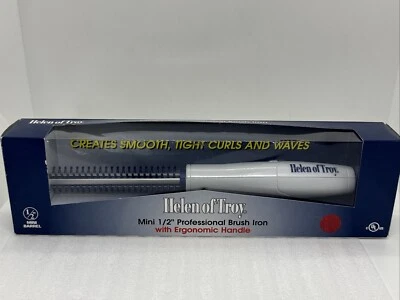 Helen of Troy
CREATES SMOOTH, TIGHT CURLS AND WAVES
Helen of Troy
1/2
MINI
BARREL
Helen of Troy
Mini 1/2" Professional Brush Iron
with Ergonomic Handle
UL